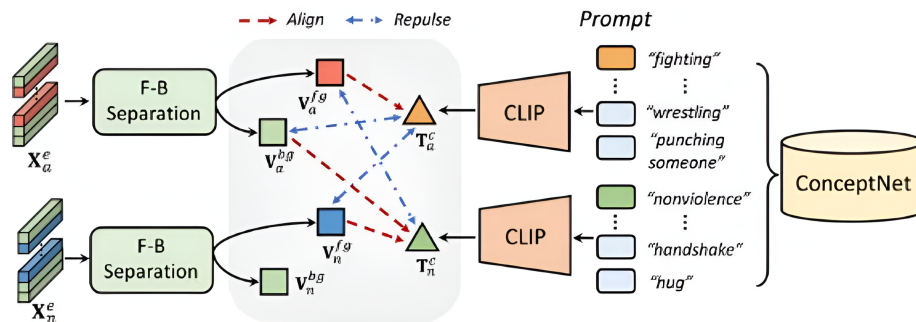 Align
Repulse
Prompt
X_a^e
F-B
Separation
V_a^{fg}
V_a^{bg}
T_a^c
CLIP
"fighting"
"wrestling"
"punching
someone"
ConceptNet
X_n^e
F-B
Separation
V_n^{fg}
V_n^{bg}
T_n^c
CLIP
"nonviolence"
"handshake"
"hug"